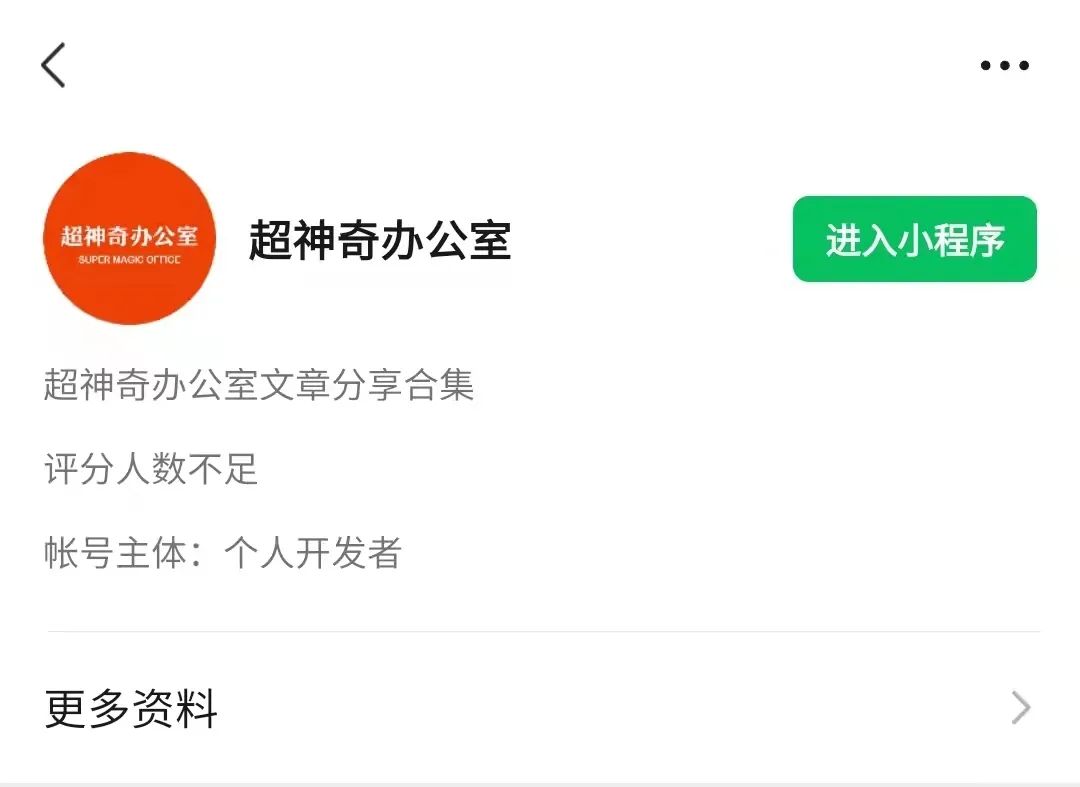 超神奇办公室
SUPER MAGIC OFFICE
超神奇办公室
进入小程序
超神奇办公室文章分享合集
评分人数不足
帐号主体：个人开发者
更多资料